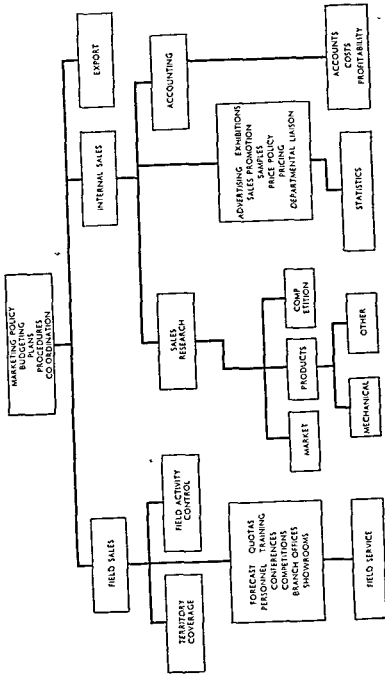 MARKETING POLICY
BUDGETING
PLANS
PROCEDURES
CO ORDINATION
FIELD SALES
INTERNAL SALES
EXPORT
TERRITORY
COVERAGE
FIELD ACTIVITY
CONTROL
SALES
RESEARCH
ACCOUNTING
FORECAST QUOTAS
PERSONNEL TRAINING
CONFERENCES
COMPETITIONS
BRANCH OFFICES
SHOWROOMS
MARKET
PRODUCTS
COMP
ETITION
ADVERTISING EXHIBITIONS
SALES PROMOTION
SAMPLES
PRICE POLICY
PRICING
DEPARTMENTAL LIAISON
ACCOUNTS
COSTS
PROFITABILITY
FIELD SERVICE
MECHANICAL
OTHER
STATISTICS